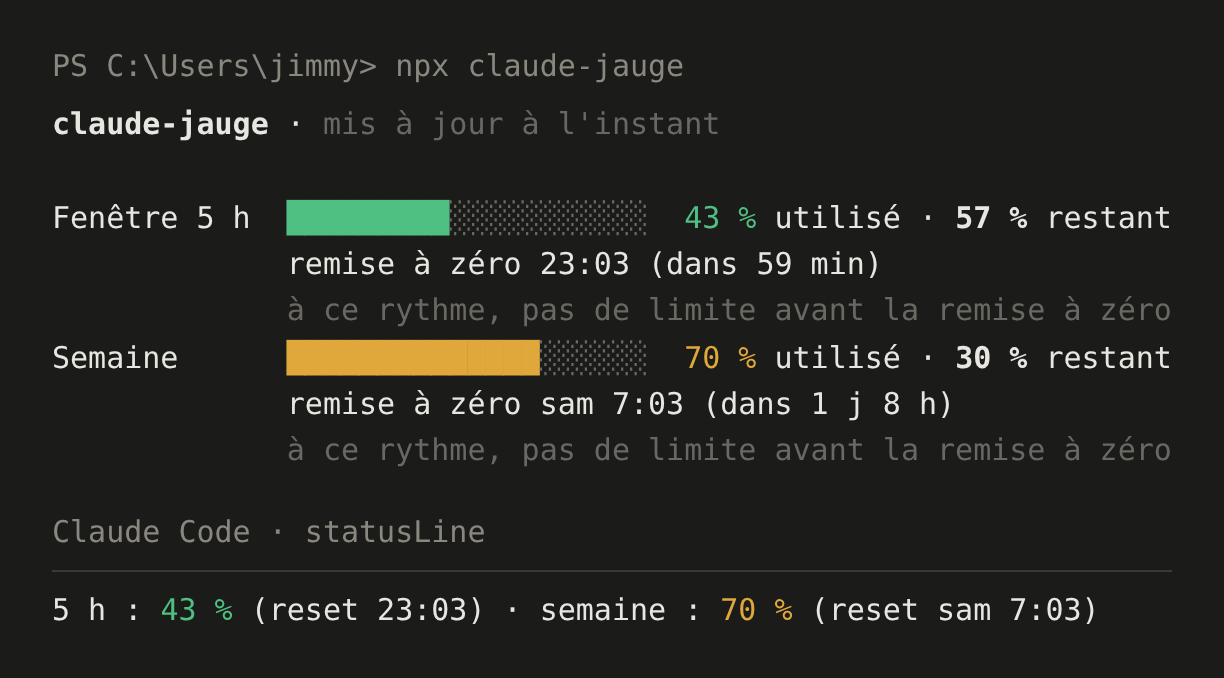 PS C:\Users\jimmy> npx claude-jauge
claude-jauge · mis à jour à l'instant
Fenêtre 5 h 43 % utilisé · 57 % restant
remise à zéro 23:03 (dans 59 min)
à ce rythme, pas de limite avant la remise à zéro
Semaine 70 % utilisé · 30 % restant
remise à zéro sam 7:03 (dans 1 j 8 h)
à ce rythme, pas de limite avant la remise à zéro
Claude Code · statusLine
5 h : 43 % (reset 23:03) · semaine : 70 % (reset sam 7:03)